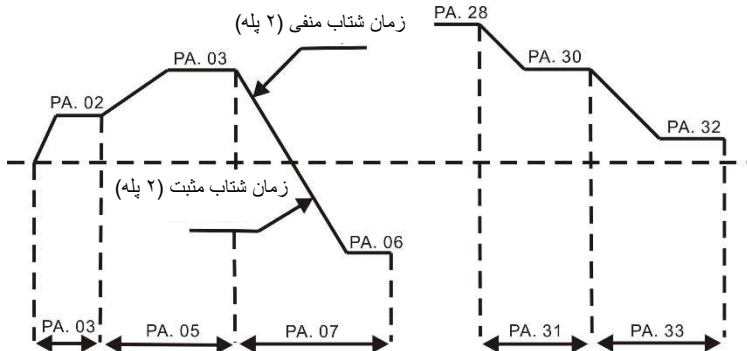 زمان شتاب منفی (۲ پله)
PA. 28
PA. 03
PA. 30
PA. 02
PA. 32
زمان شتاب مثبت (۲ پله)
PA. 06
PA. 03
PA. 05
PA. 07
PA. 31
PA. 33